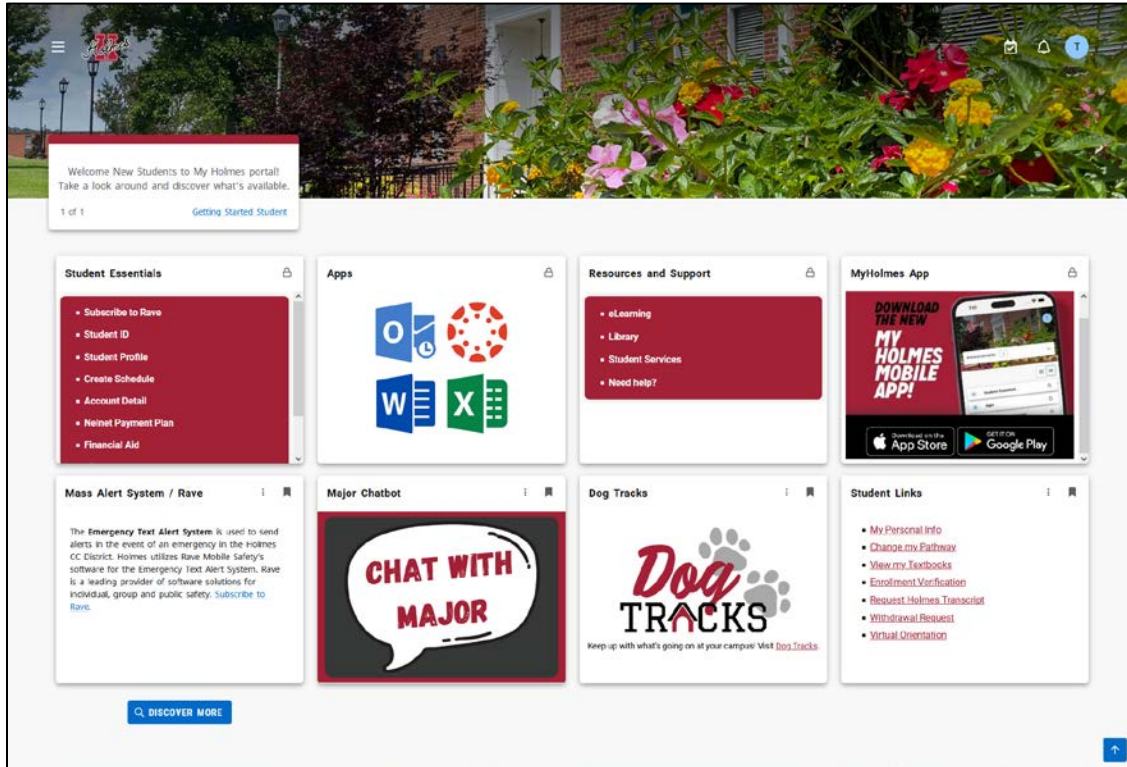 Holmes
H
T
Welcome New Students to My Holmes portal!
Take a look around and discover what's available.
1 of 1
Getting Started Student
Student Essentials
Subscribe to Rave
Student ID
Student Profile
Create Schedule
Account Detail
Nelnet Payment Plan
Financial Aid
Apps
O
W
X
Resources and Support
eLearning
Library
Student Services
Need help?
MyHolmes App
DOWNLOAD
THE NEW
MY
HOLMES
MOBILE
APP!
Download on the
App Store
GET IT ON
Google Play
Mass Alert System / Rave
The Emergency Text Alert System is used to send
alerts in the event of an emergency in the Holmes
CC District. Holmes utilizes Rave Mobile Safety's
software for the Emergency Text Alert System. Rave
is a leading provider of software solutions for
individual, group and public safety. Subscribe to
Rave.
Major Chatbot
CHAT WITH
MAJOR
Dog Tracks
Dog
TRACKS
Keep up with what's going on at your campus! Visit Dog Tracks.
Student Links
My Personal Info
Change my Pathway
View my Textbooks
Enrollment Verification
Request Holmes Transcript
Withdrawal Request
Virtual Orientation
DISCOVER MORE